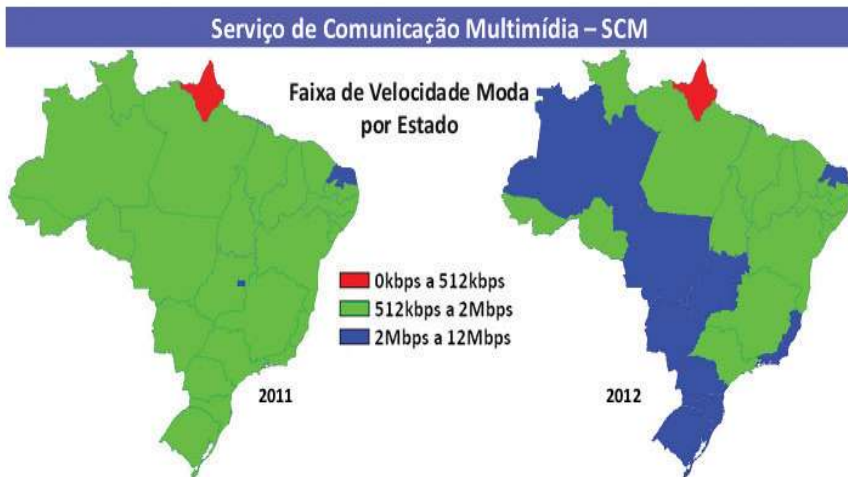 Serviço de Comunicação Multimídia – SCM
Faixa de Velocidade Moda
por Estado
0kbps a 512kbps
512kbps a 2Mbps
2Mbps a 12Mbps
2011
2012